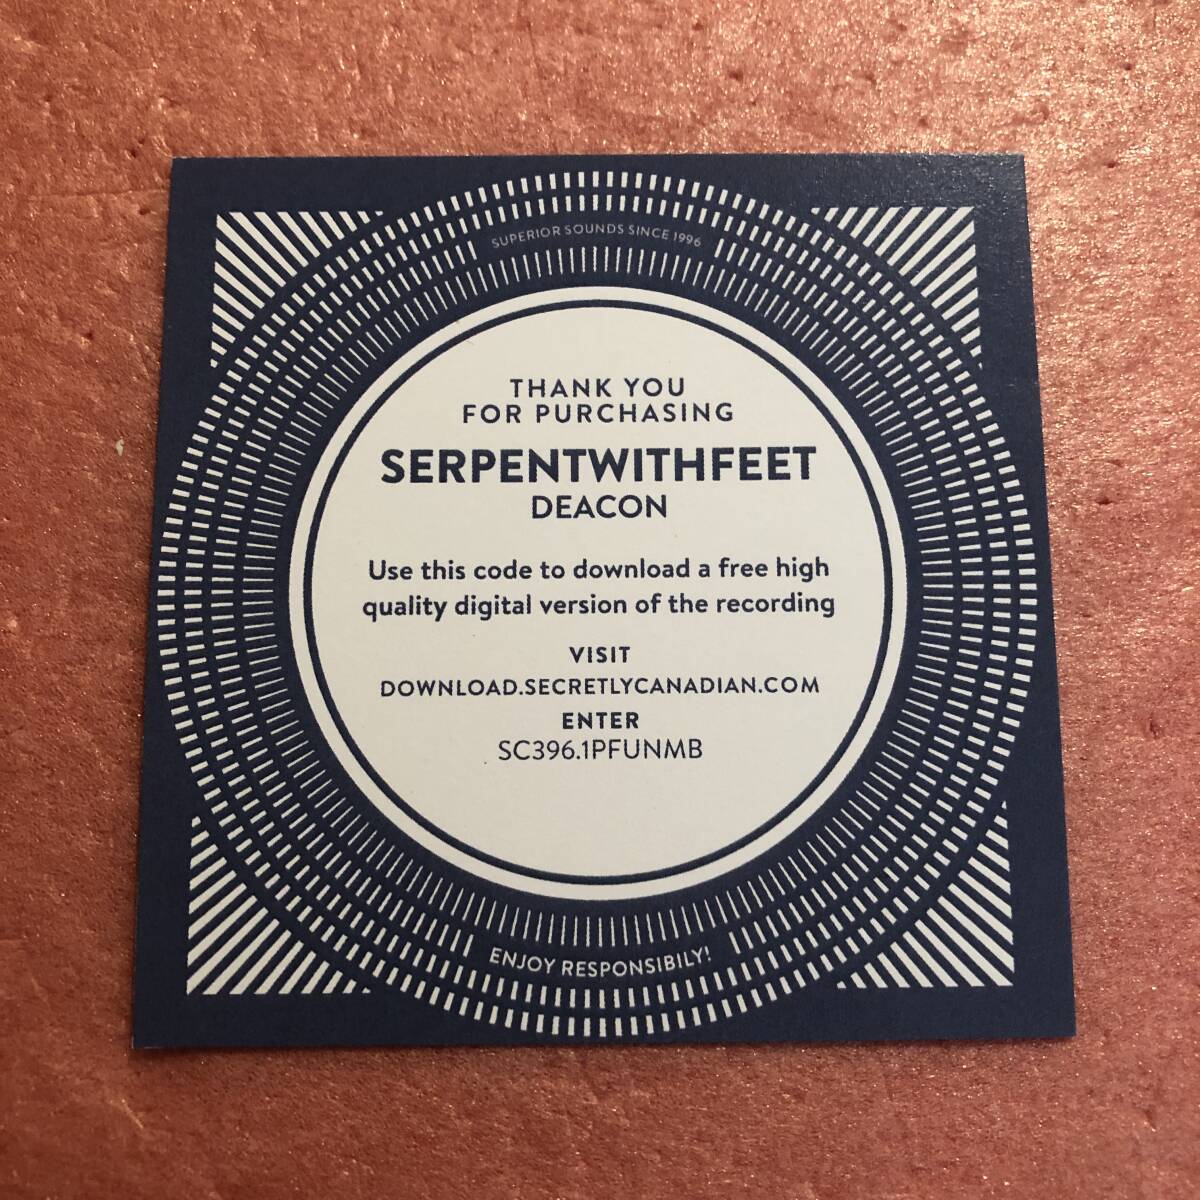 SUPERIOR SOUNDS SINCE 1996
THANK YOU
FOR PURCHASING
SERPENTWITHFEET
DEACON
Use this code to download a free high
quality digital version of the recording
VISIT
DOWNLOAD.SECRETLYCANADIAN.COM
ENTER
SC396.1PFUNMB
ENJOY RESPONSIBILY!